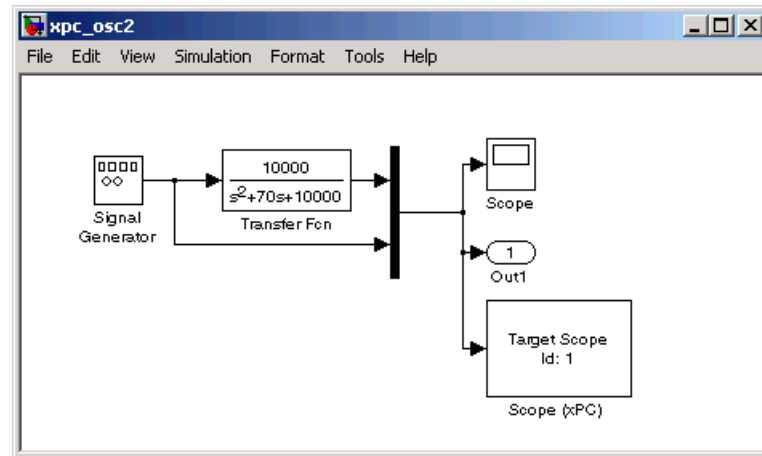 xpc_osc2
File Edit View Simulation Format Tools Help
Signal
Generator
10000
s²+70s+10000
Transfer Fcn
Scope
1
Out1
Target Scope
Id: 1
Scope (xPC)